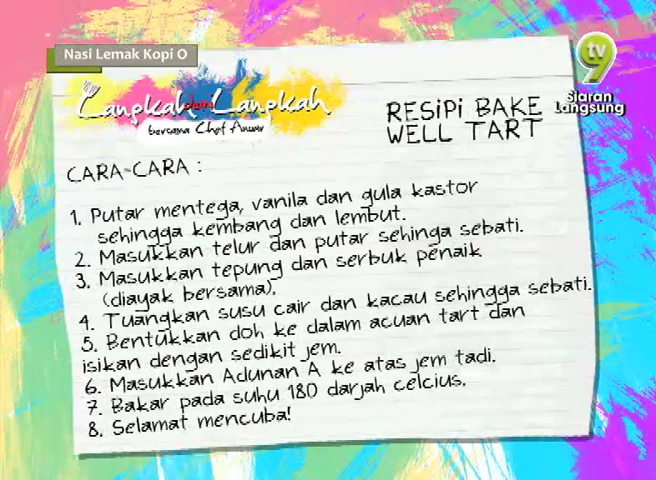 Nasi Lemak Kopi O
tv
9
Siaran
Langsung
Langkah dan Langkah
bersama Chef Anuar
RESiPi BAKE
WELL TART
CARA-CARA :
1. Putar mentega, vanila dan gula kastor
sehingga kembang dan lembut.
2. Masukkan telur dan putar sehinga sebati.
3. Masukkan tepung dan serbuk penaik
(diayak bersama).
4. Tuangkan susu cair dan kacau sehingga sebati.
5. Bentukkan doh ke dalam acuan tart dan
isikan dengan sedikit jem.
6. Masukkan Adunan A ke atas jem tadi.
7. Bakar pada suhu 180 darjah celcius.
8. Selamat mencuba!